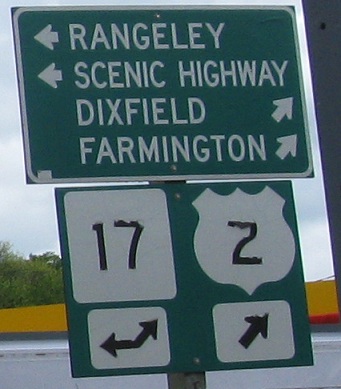 RANGELEY
SCENIC HIGHWAY
DIXFIELD
FARMINGTON
17
2